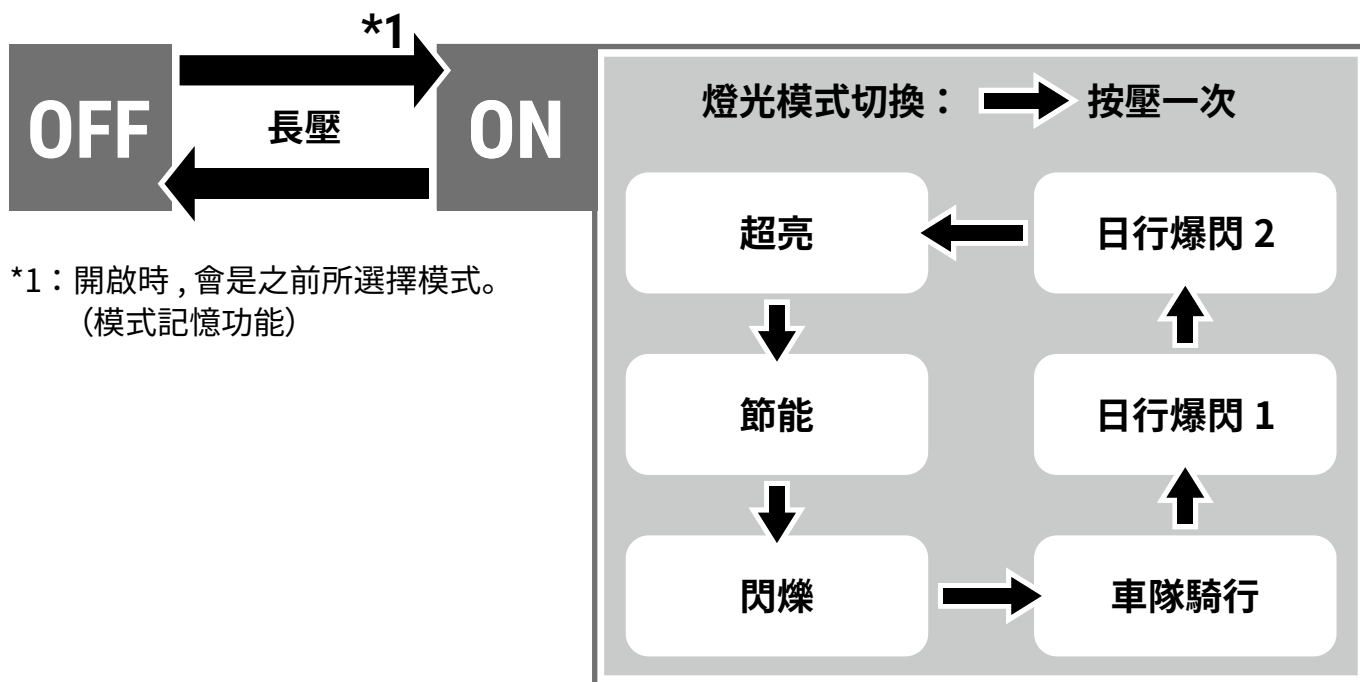 *1
OFF
長壓
ON
*1：開啟時 , 會是之前所選擇模式。
（模式記憶功能）
燈光模式切換： 按壓一次
超亮
日行爆閃 2
節能
日行爆閃 1
閃爍
車隊騎行